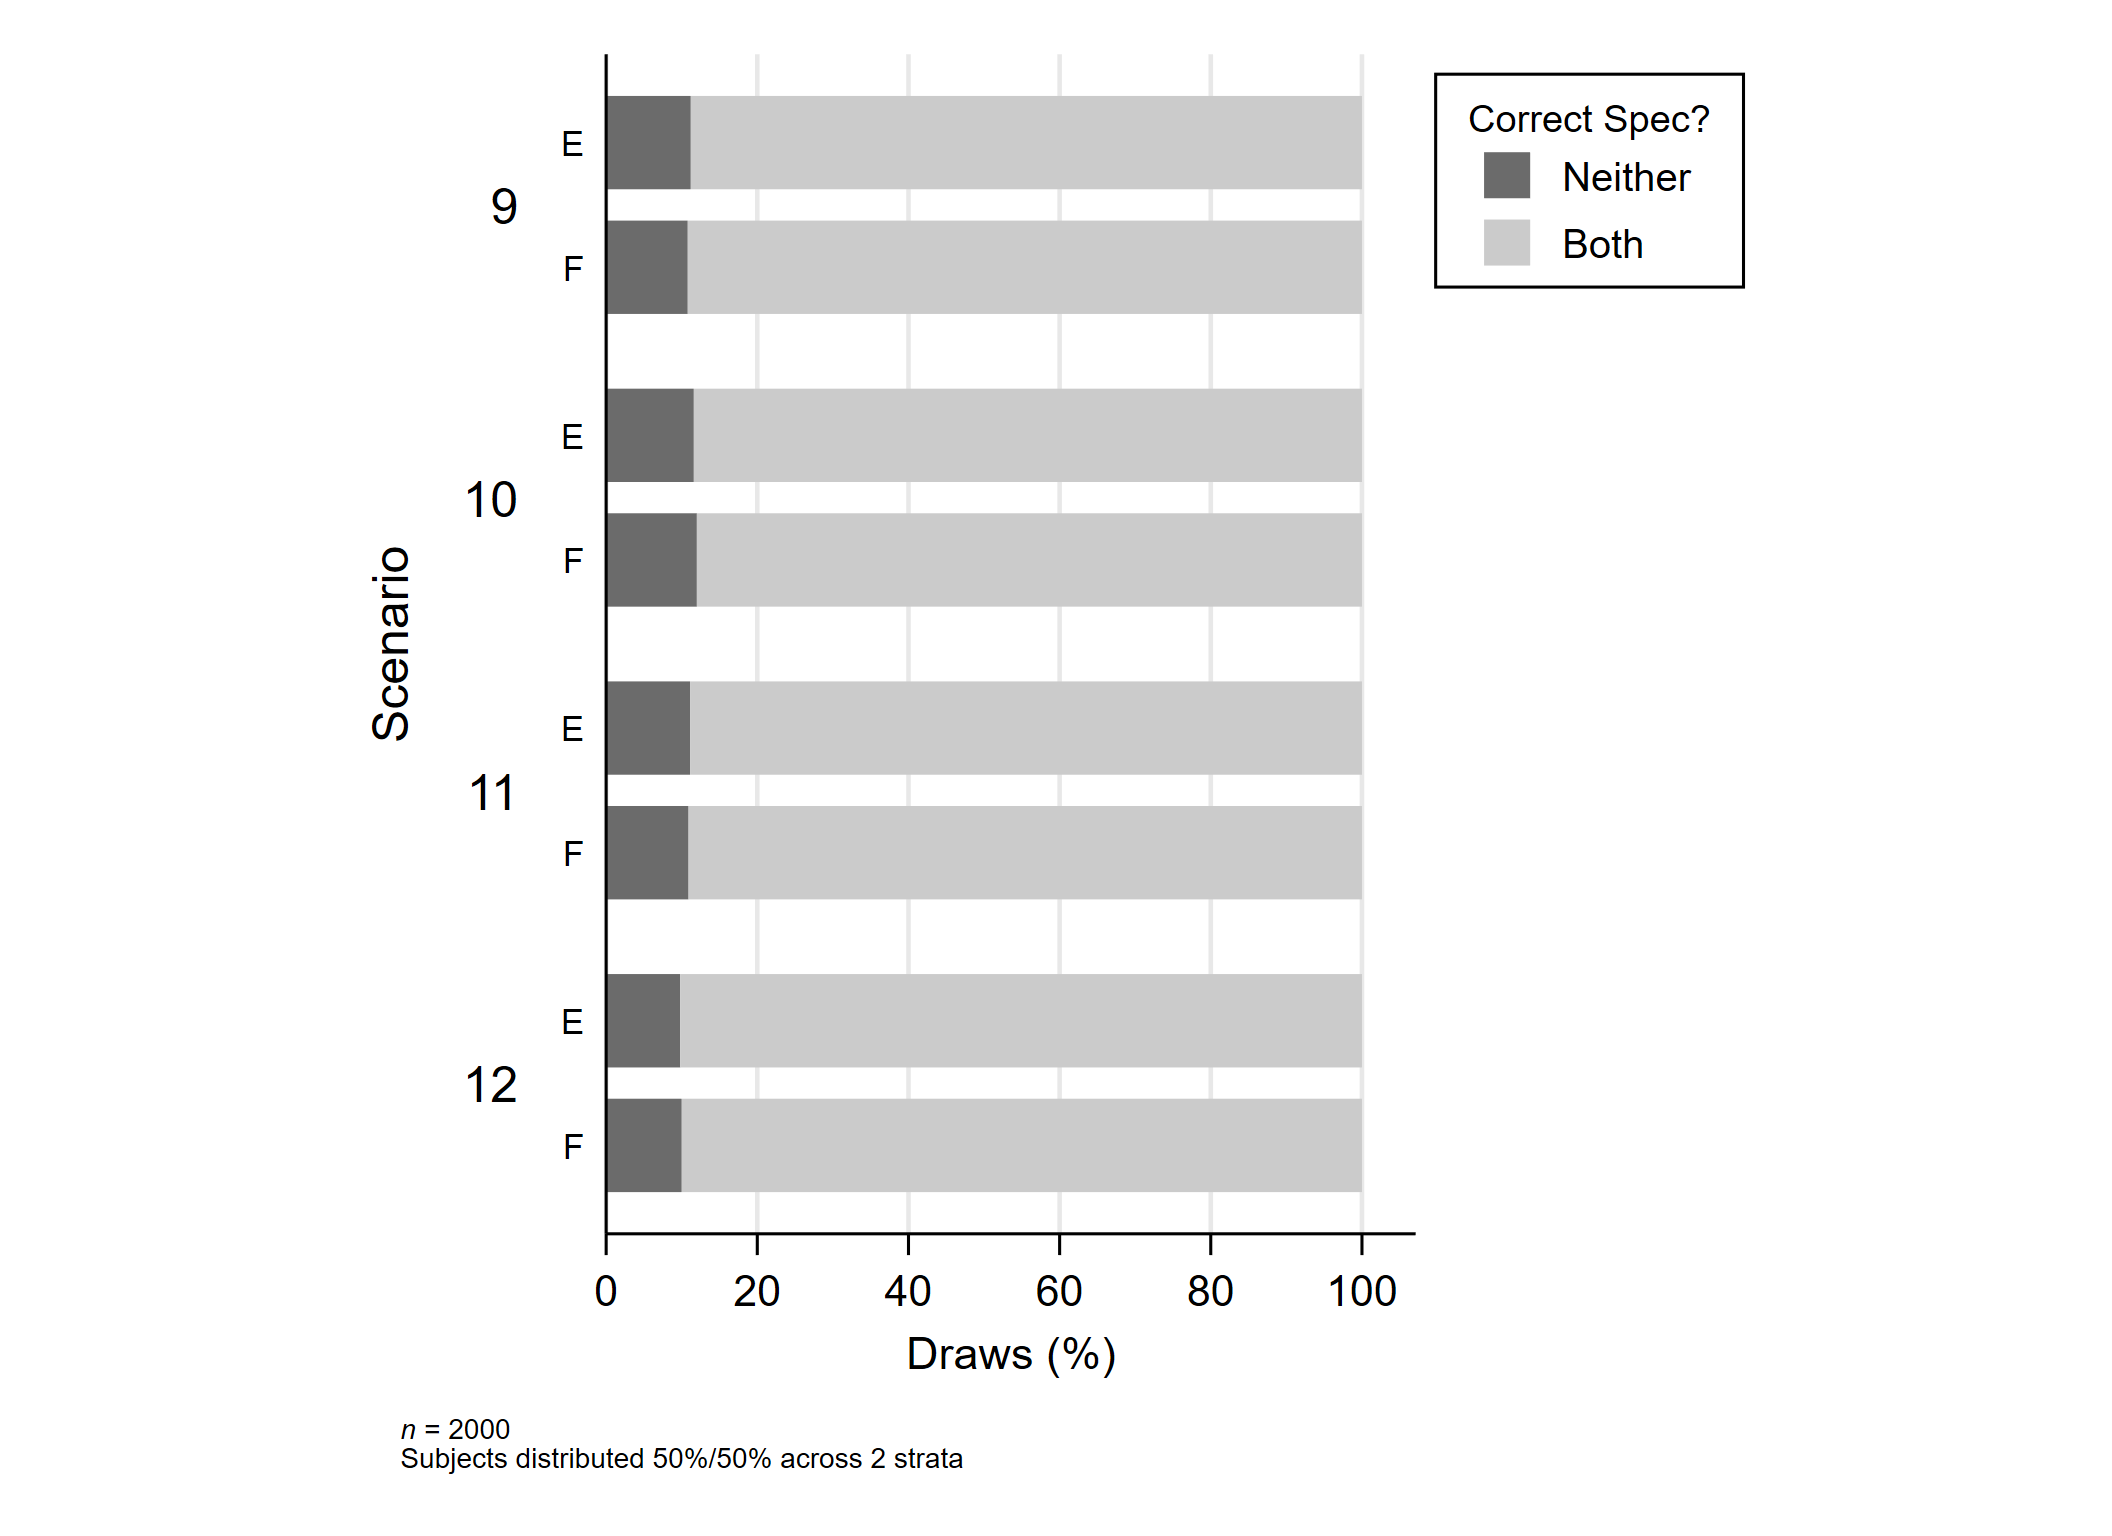 Correct Spec?
Neither
Both
Scenario
9
E
F
10
E
F
11
E
F
12
E
F
0 20 40 60 80 100
Draws (%)
n = 2000
Subjects distributed 50%/50% across 2 strata